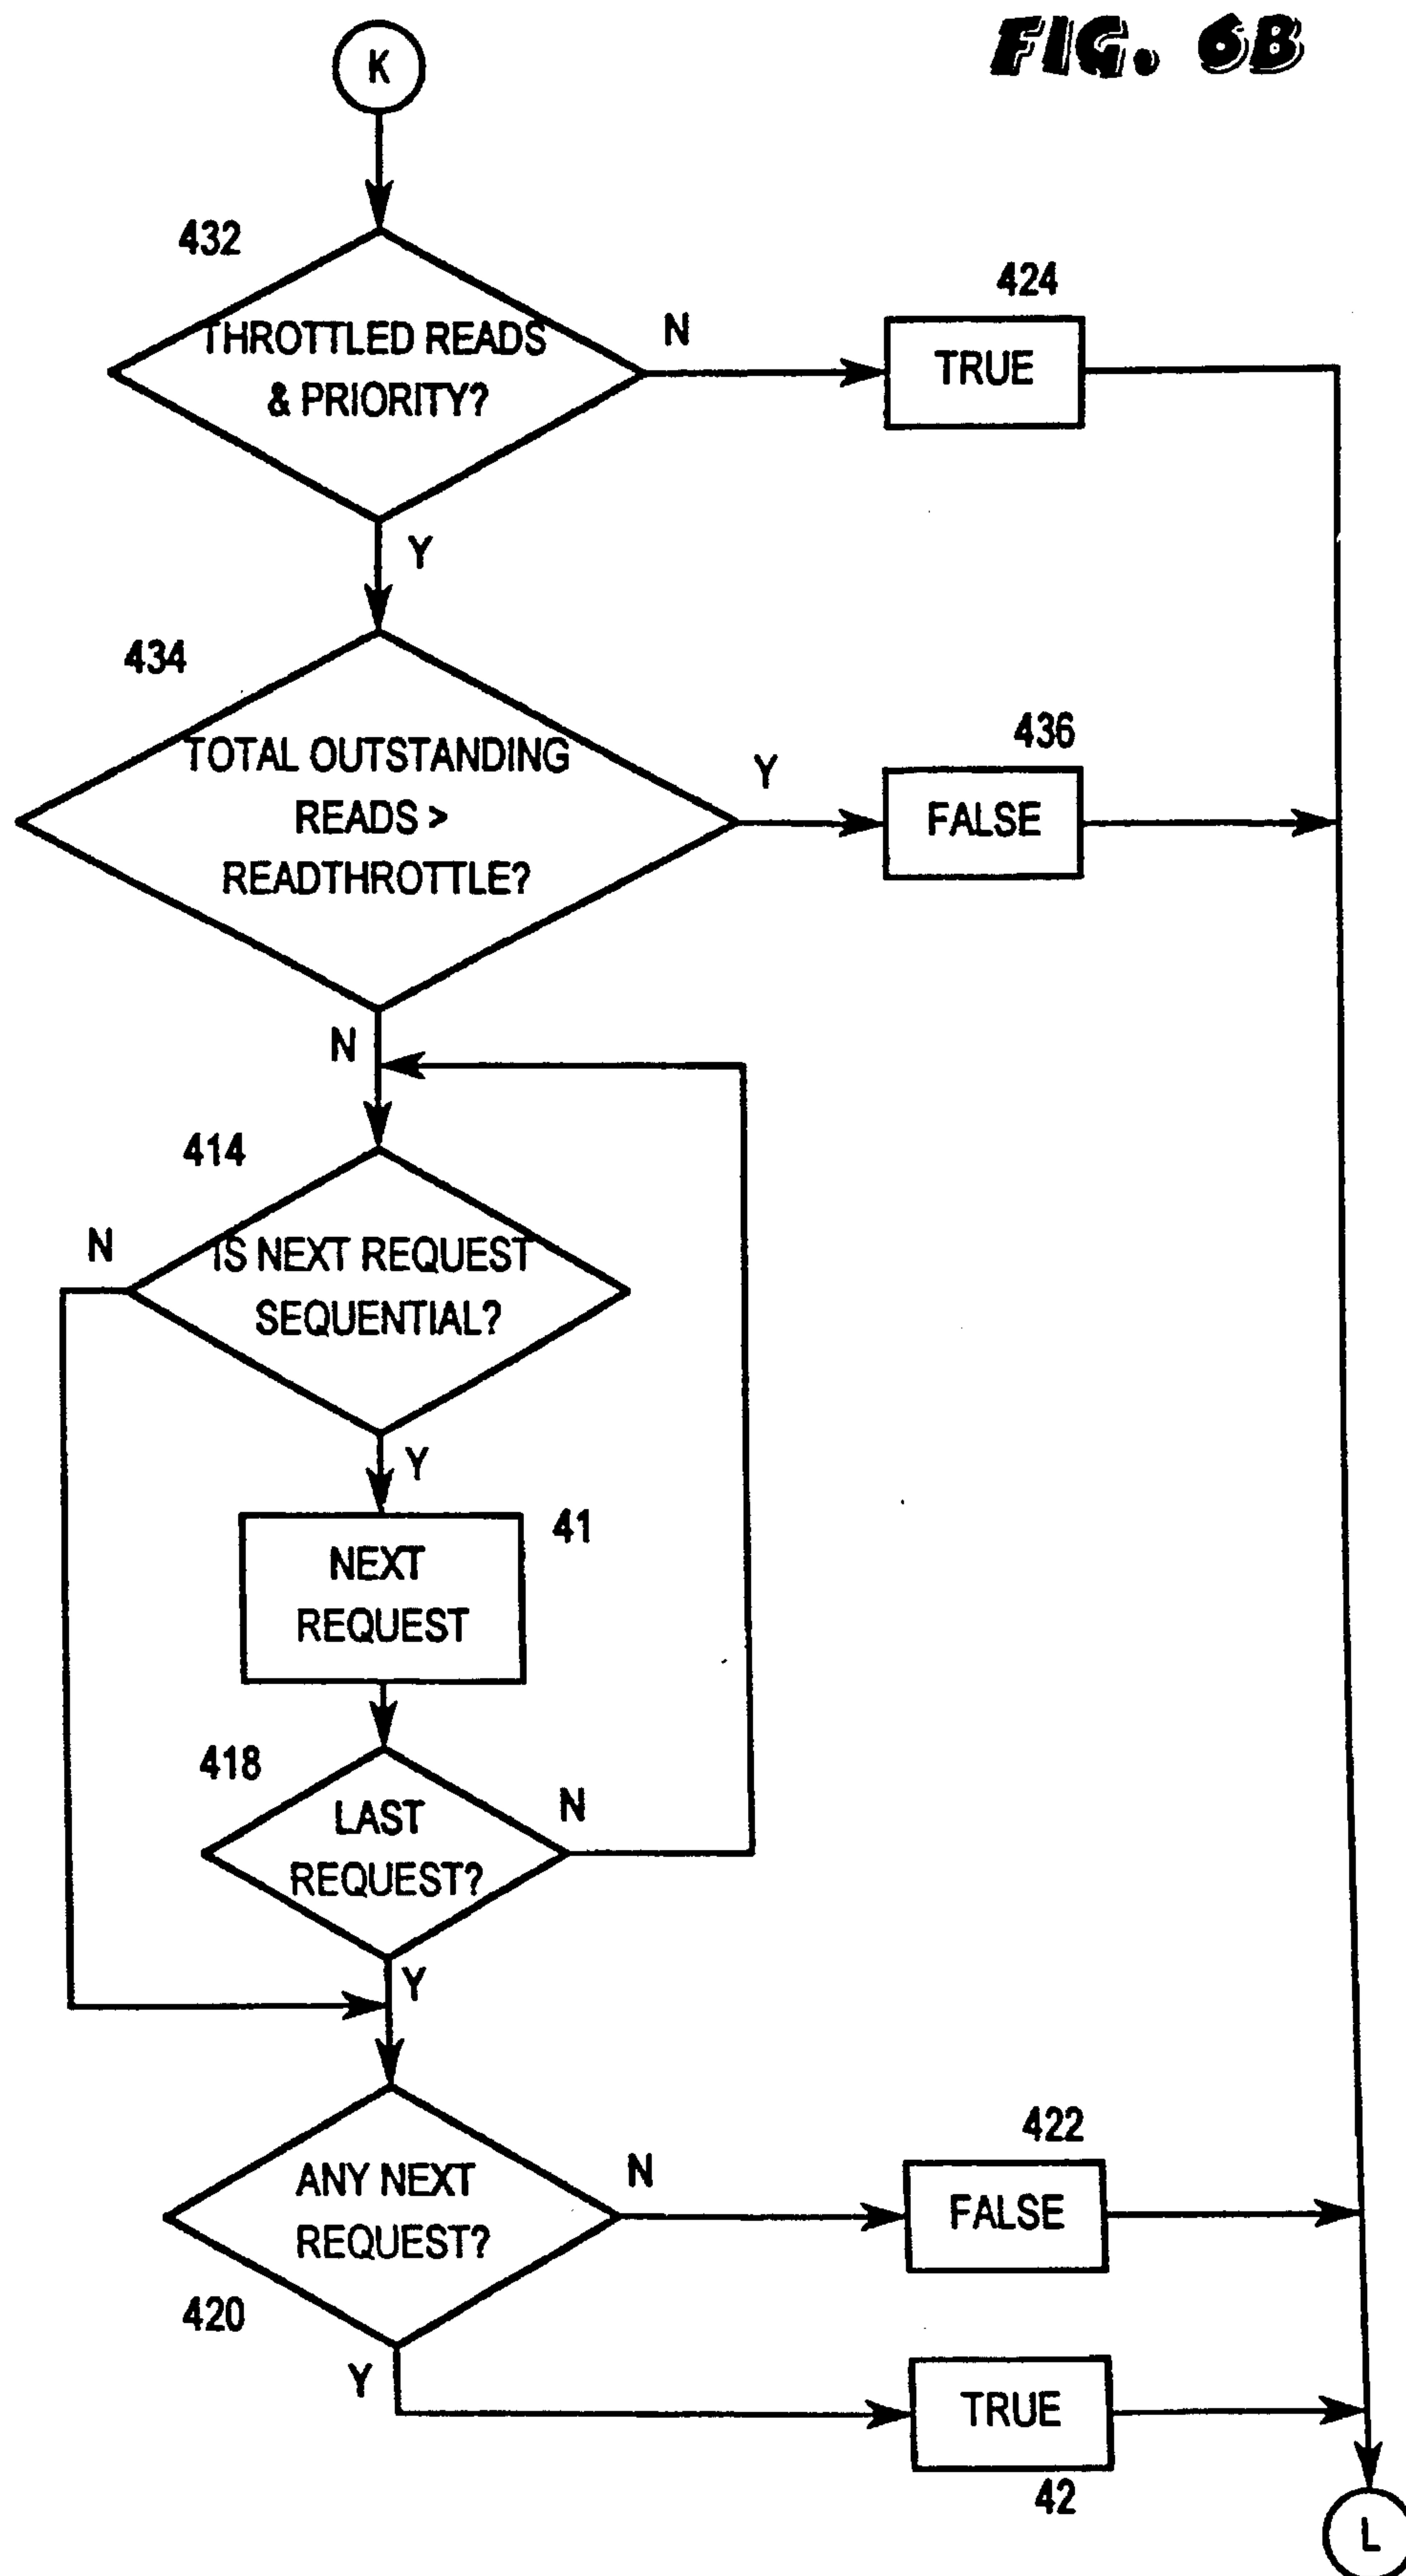 FIG. 6B
K
432
THROTTLED READS
& PRIORITY?
N
424
TRUE
Y
434
TOTAL OUTSTANDING
READS >
READTHROTTLE?
Y
436
FALSE
N
414
N
IS NEXT REQUEST
SEQUENTIAL?
Y
41
NEXT
REQUEST
418
LAST
REQUEST?
N
Y
ANY NEXT
REQUEST?
N
422
FALSE
420
Y
TRUE
42
L